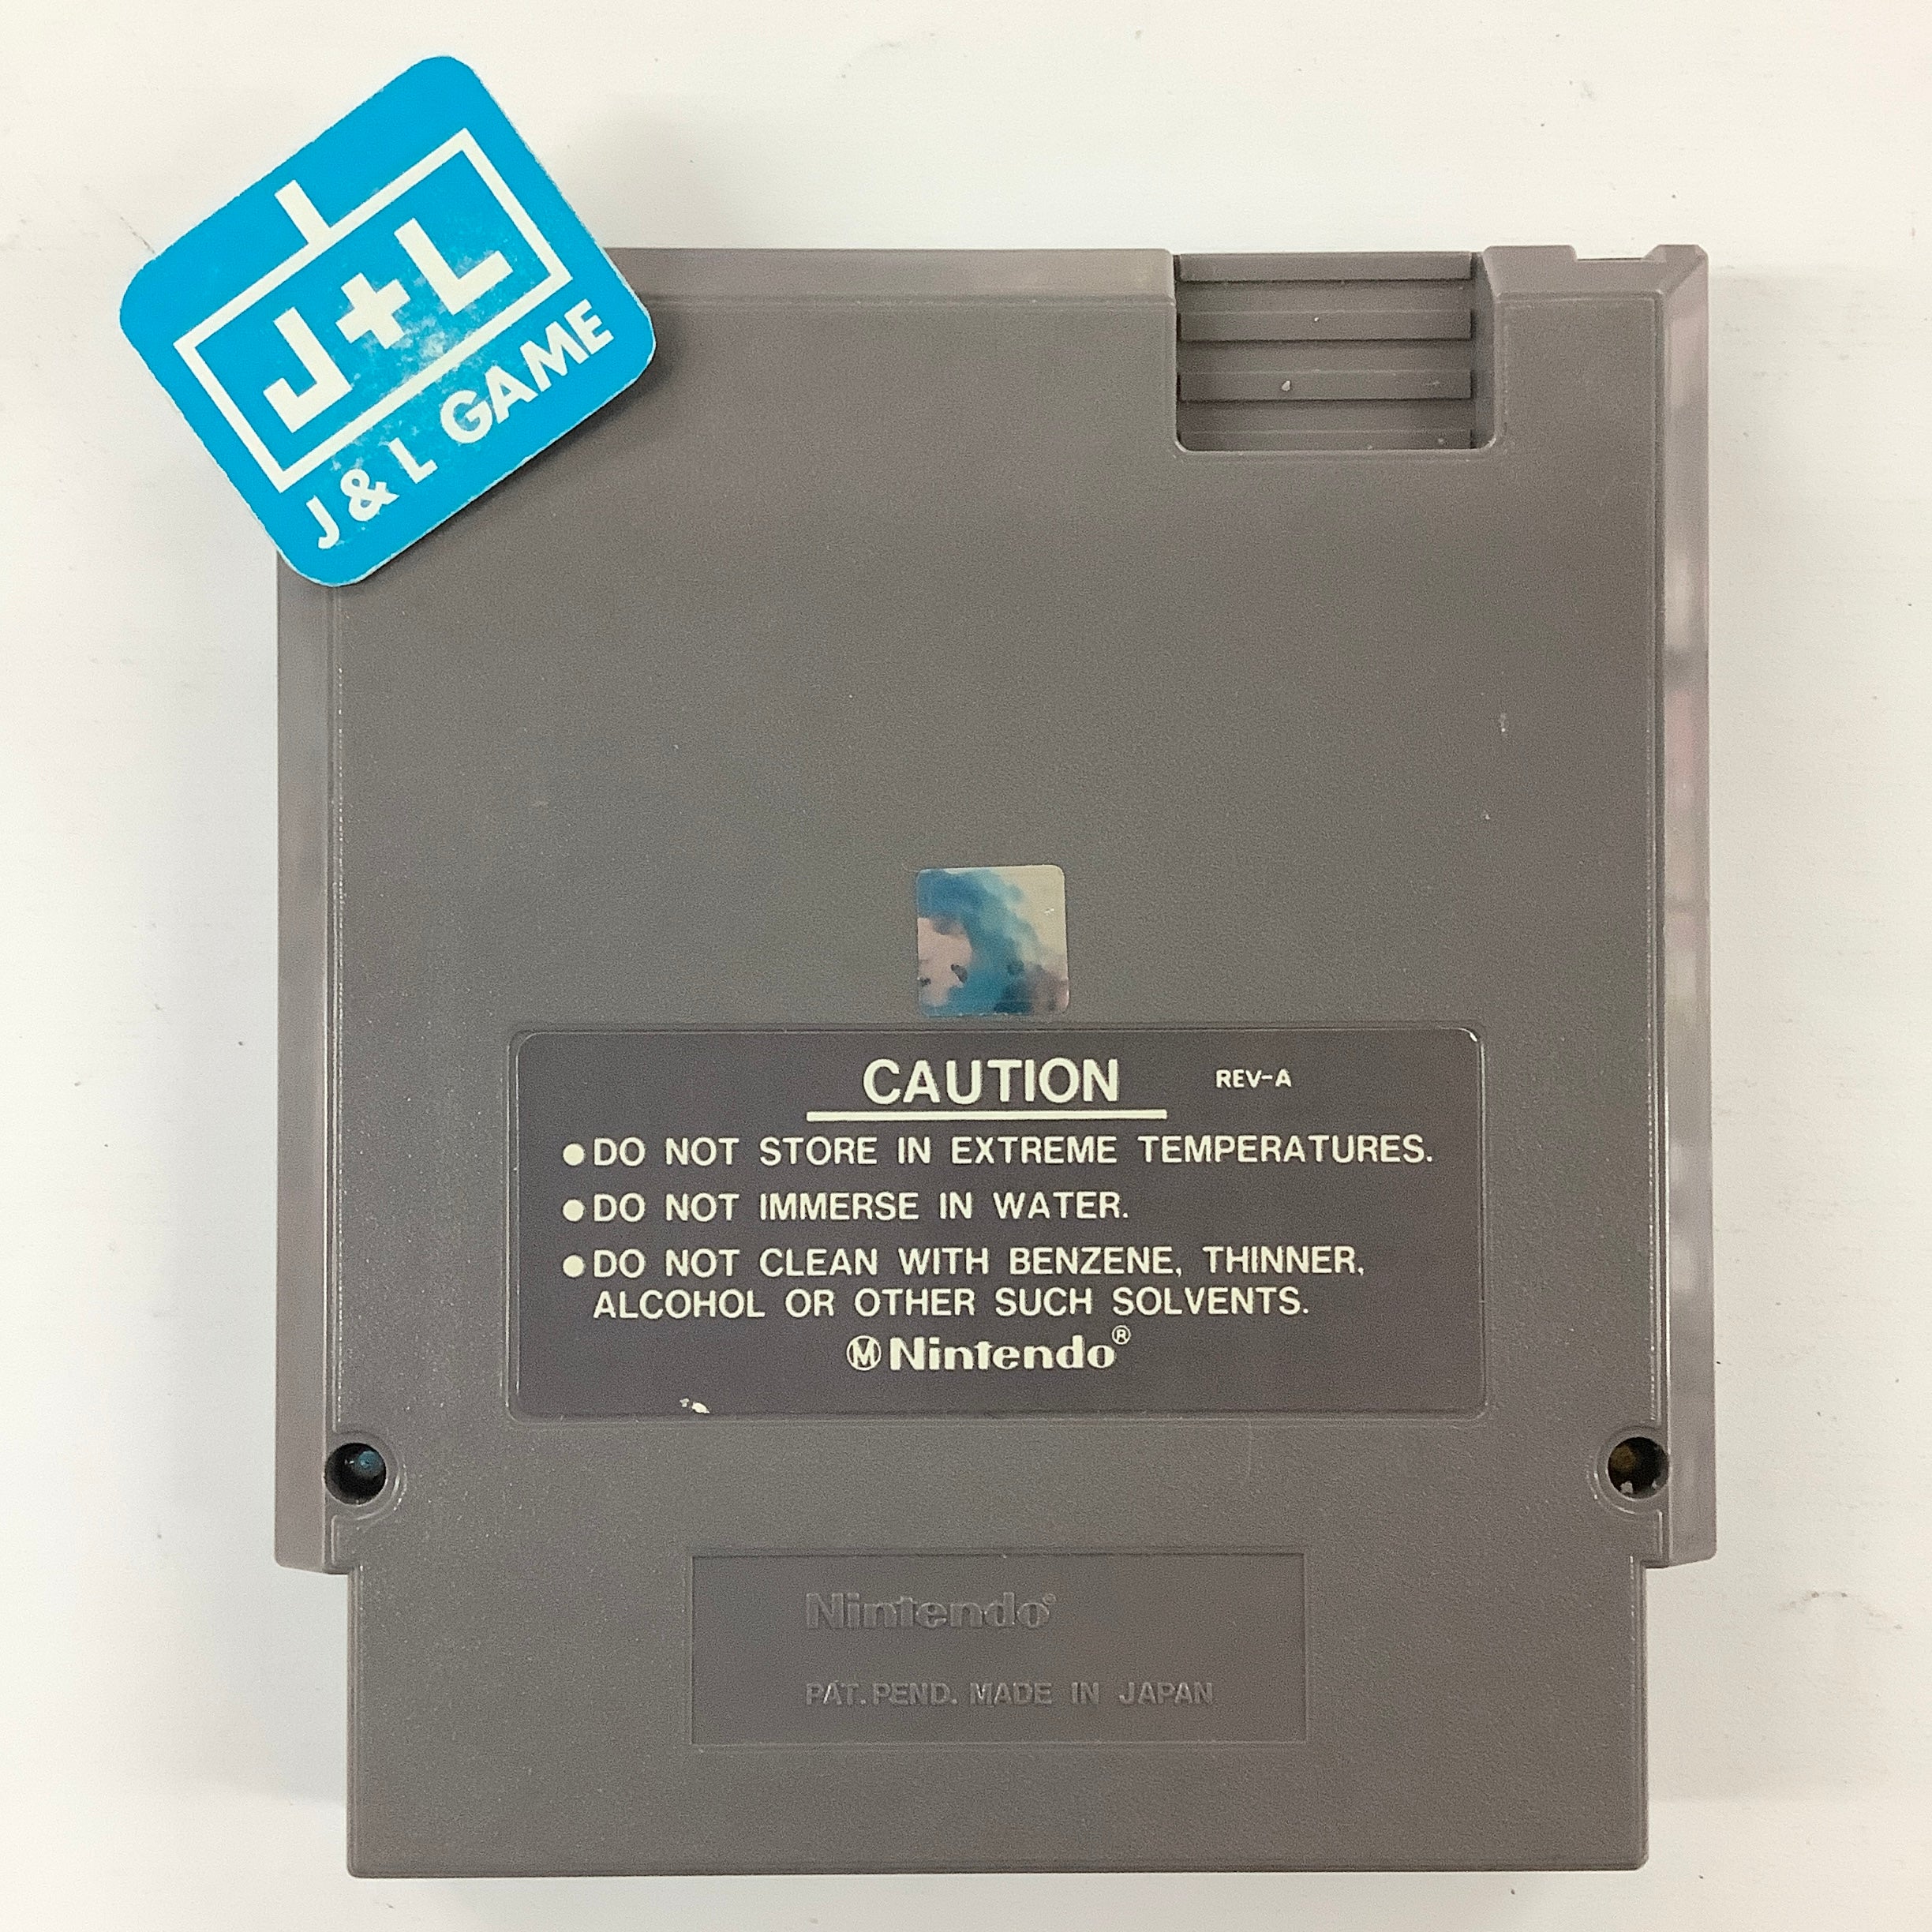 J+L
J & L GAME
CAUTION REV-A
●DO NOT STORE IN EXTREME TEMPERATURES.
●DO NOT IMMERSE IN WATER.
●DO NOT CLEAN WITH BENZENE, THINNER,
ALCOHOL OR OTHER SUCH SOLVENTS.
Ⓜ Nintendo®
Nintendo®
PAT. PEND. MADE IN JAPAN